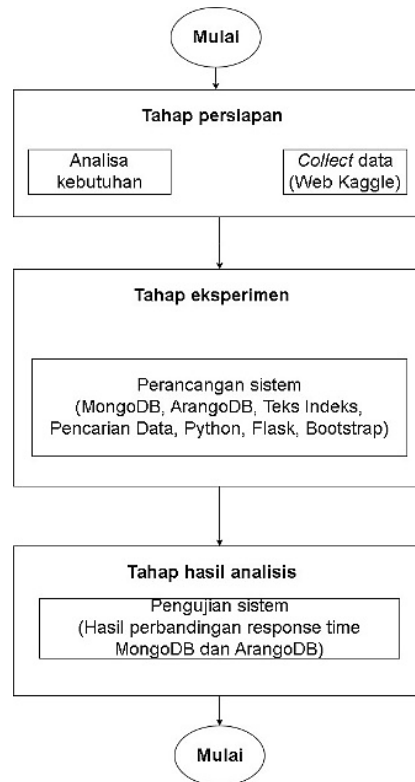 Mulai
Tahap persiapan
Analisa
kebutuhan
Collect data
(Web Kaggle)
Tahap eksperimen
Perancangan sistem
(MongoDB, ArangoDB, Teks Indeks,
Pencarian Data, Python, Flask, Bootstrap)
Tahap hasil analisis
Pengujian sistem
(Hasil perbandingan response time
MongoDB dan ArangoDB)
Mulai